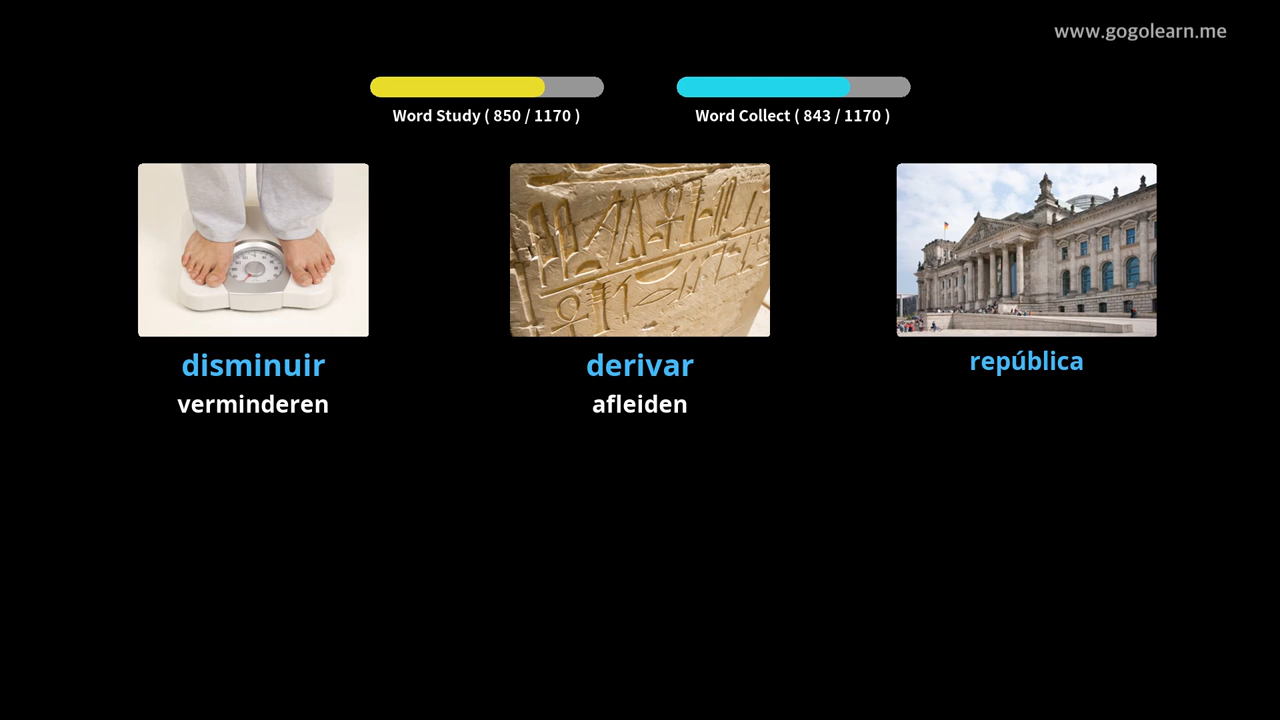 www.gogolearn.me
Word Study ( 850 / 1170 )
Word Collect ( 843 / 1170 )
disminuir
verminderen
derivar
afleiden
república